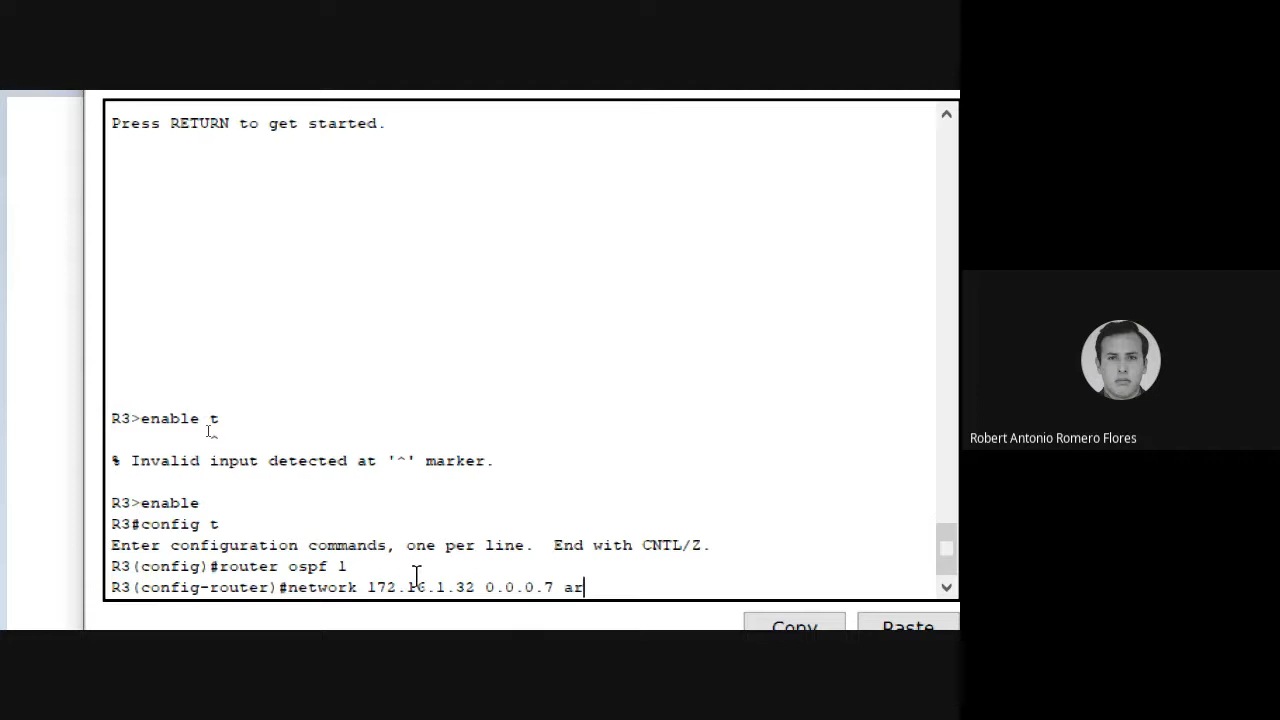 Press RETURN to get started.
R3>enable t
^
% Invalid input detected at '^' marker.
R3>enable
R3#config t
Enter configuration commands, one per line.  End with CNTL/Z.
R3(config)#router ospf 1
R3(config-router)#network 172.16.1.32 0.0.0.7 ar
Copy
Paste
Robert Antonio Romero Flores